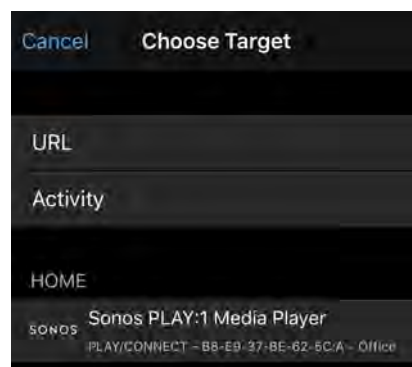 Cancel Choose Target
URL
Activity
HOME
SONOS Sonos PLAY:1 Media Player
PLAY/CONNECT - B8-E9-37-BE-62-6C:A - Office